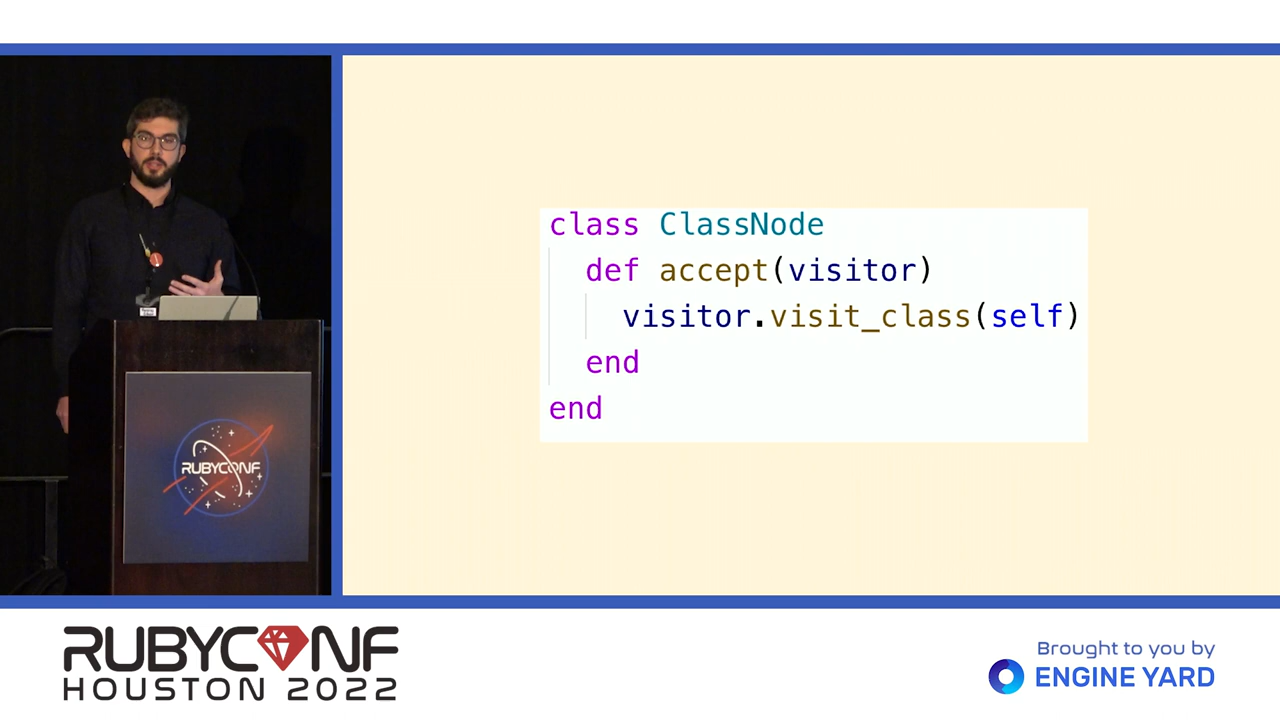 class ClassNode
def accept(visitor)
visitor.visit_class(self)
end
end
RUBYCONF
RUBYCONF
HOUSTON 2022
Brought to you by
ENGINE YARD